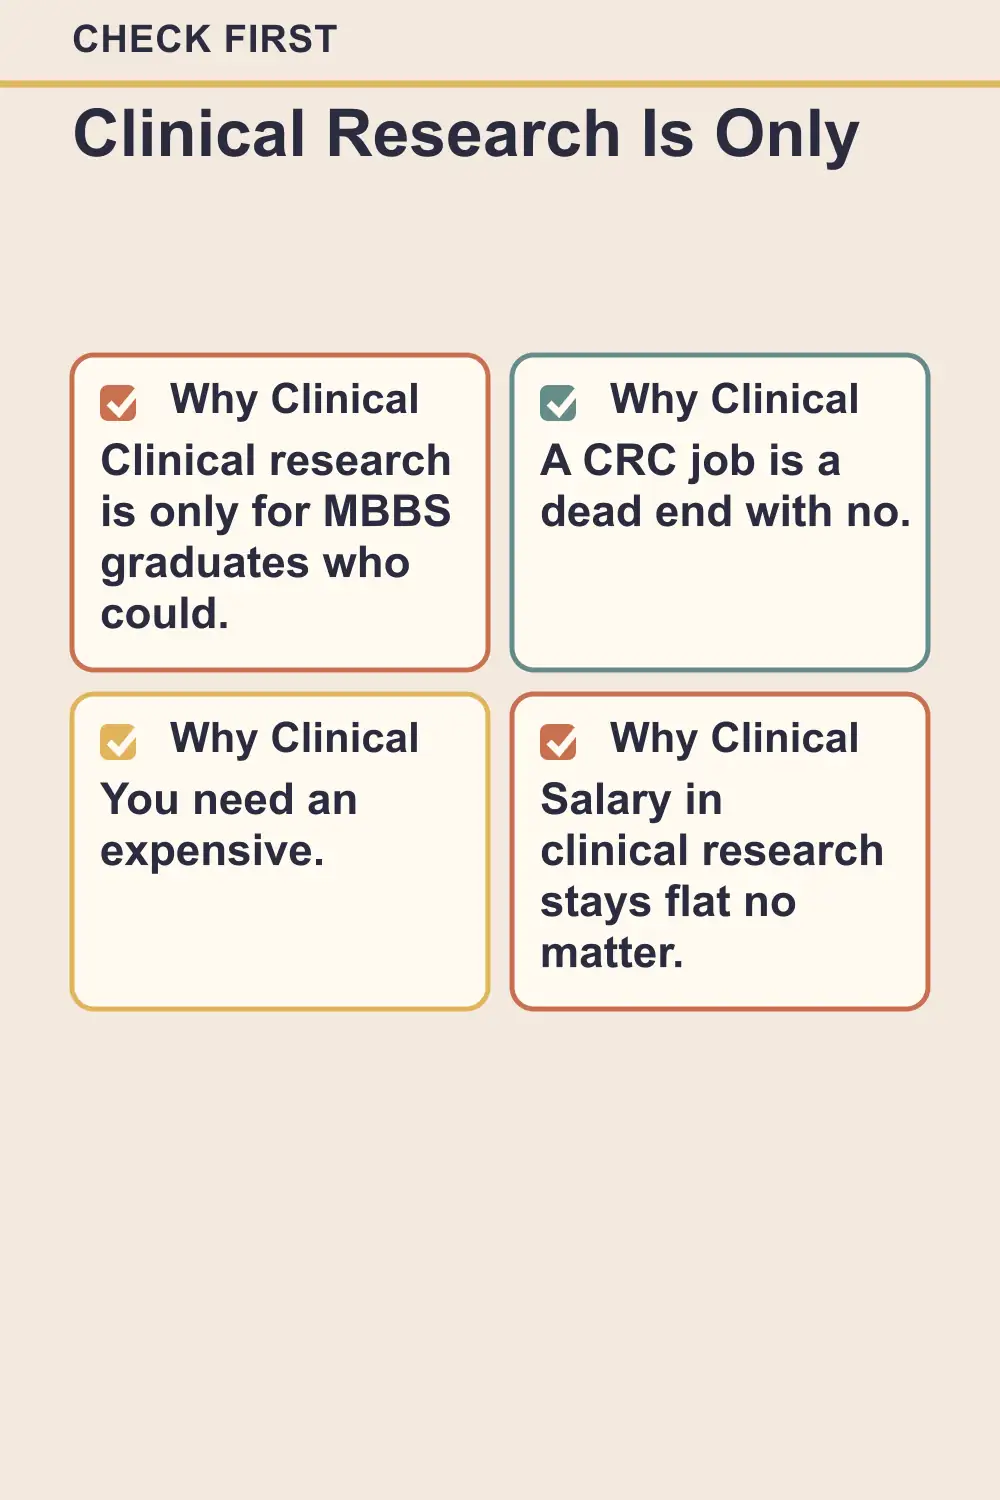 CHECK FIRST
Clinical Research Is Only
Why Clinical
Clinical research
is only for MBBS
graduates who
could.
Why Clinical
A CRC job is a
dead end with no.
Why Clinical
You need an
expensive.
Why Clinical
Salary in
clinical research
stays flat no
matter.